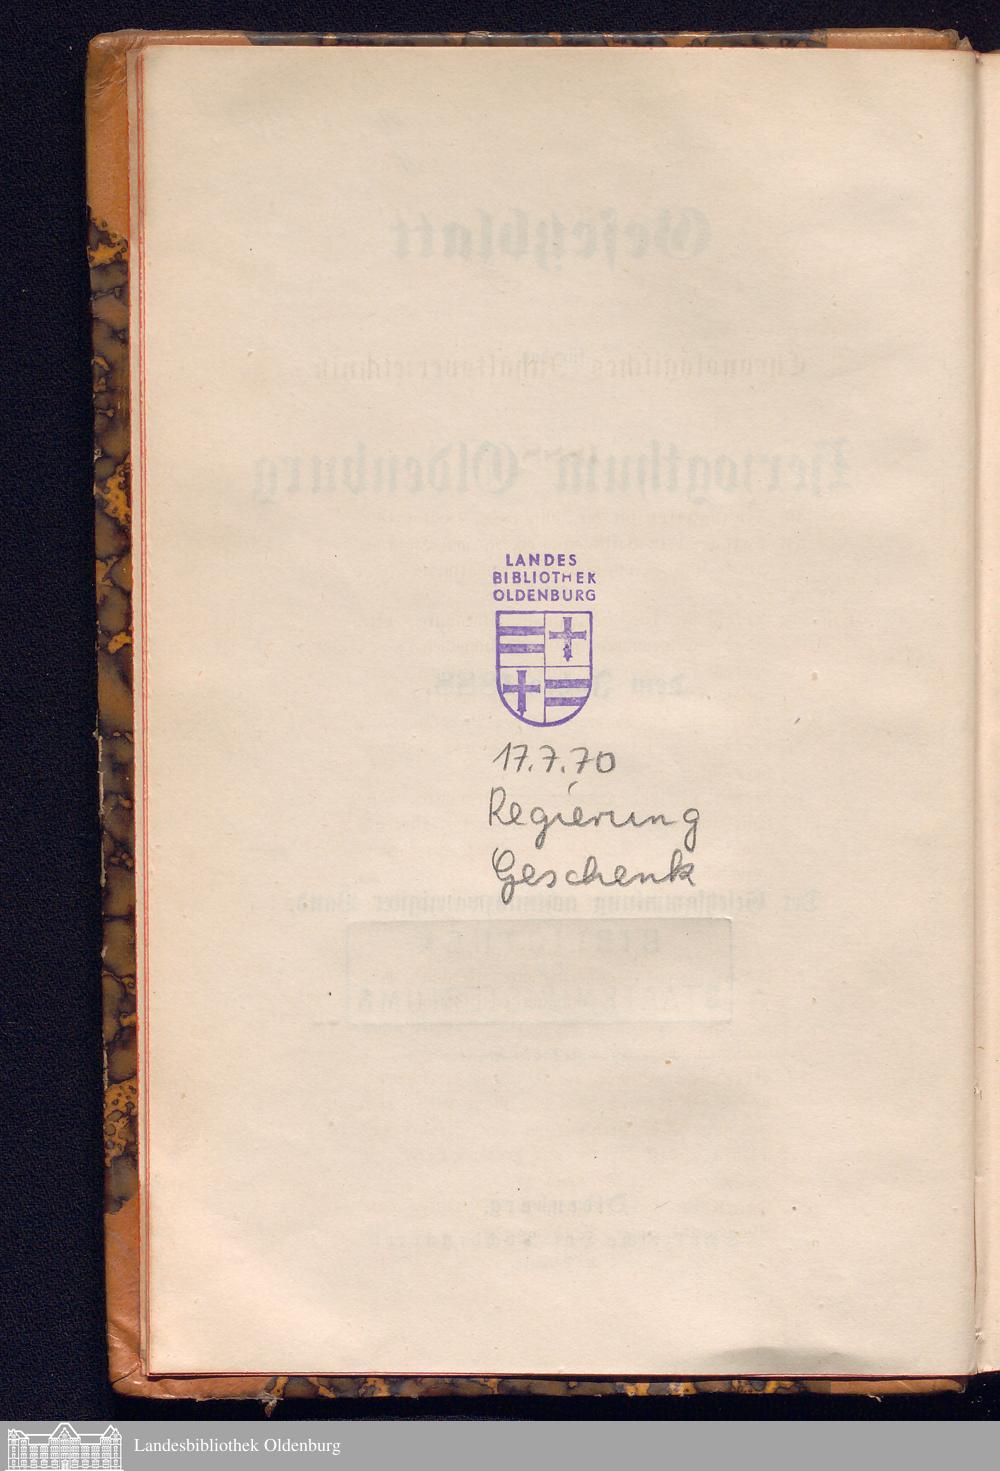 LANDES
BIBLIOTHEK
OLDENBURG
17.7.70
Regierung
Geschenk
Landesbibliothek Oldenburg